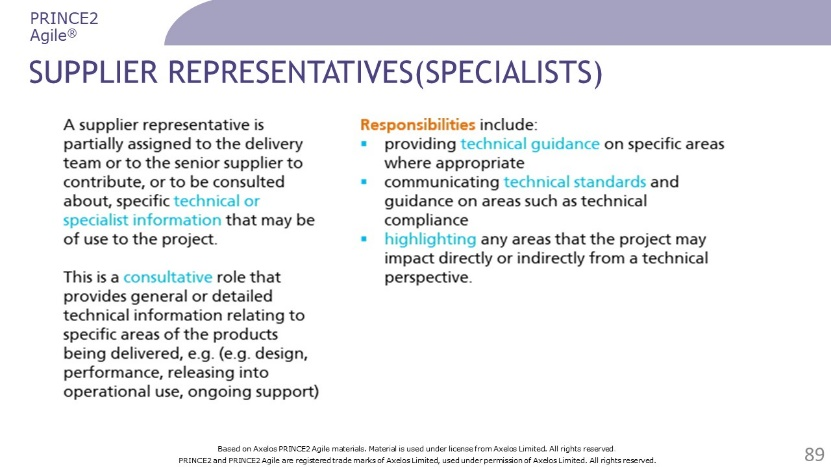 PRINCE2
Agile®
SUPPLIER REPRESENTATIVES(SPECIALISTS)
A supplier representative is
partially assigned to the delivery
team or to the senior supplier to
contribute, or to be consulted
about, specific technical or
specialist information that may be
of use to the project.
This is a consultative role that
provides general or detailed
technical information relating to
specific areas of the products
being delivered, e.g. (e.g. design,
performance, releasing into
operational use, ongoing support)
Responsibilities include:
▪ providing technical guidance on specific areas
where appropriate
▪ communicating technical standards and
guidance on areas such as technical
compliance
▪ highlighting any areas that the project may
impact directly or indirectly from a technical
perspective.
Based on Axelos PRINCE2 Agile materials. Material is used under license from Axelos Limited. All rights reserved.
PRINCE2 and PRINCE2 Agile are registered trade marks of Axelos Limited, used under permission of Axelos Limited. All rights reserved.
89